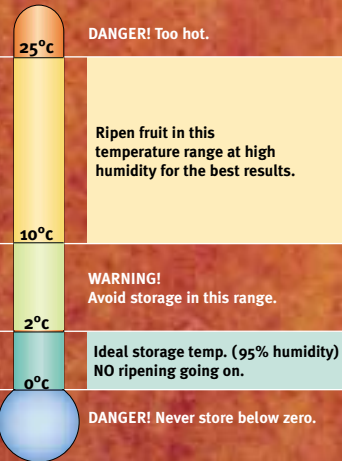 25°C
DANGER! Too hot.
Ripen fruit in this
temperature range at high
humidity for the best results.
10°C
WARNING!
Avoid storage in this range.
2°C
Ideal storage temp. (95% humidity)
NO ripening going on.
0°C
DANGER! Never store below zero.